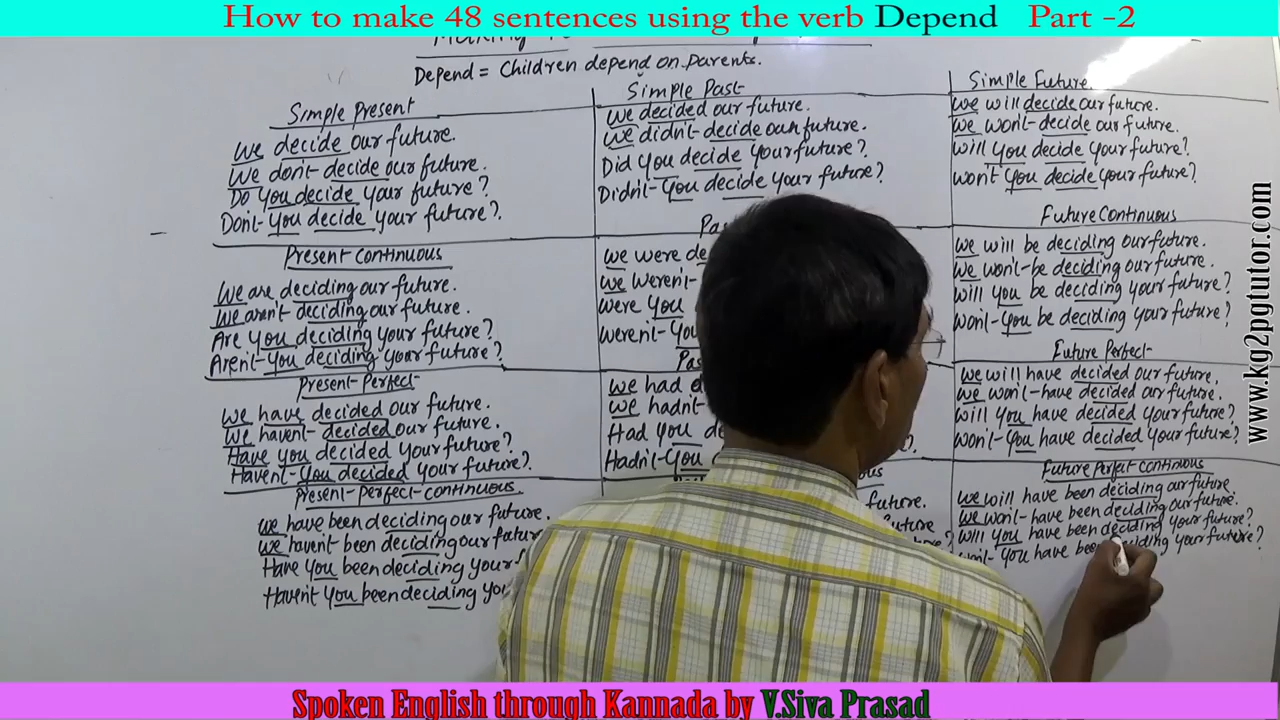 How to make 48 sentences using the verb Depend Part -2
Depend = Children depend on Parents.
Simple Present
We decide our future.
We don't decide our future.
Do you decide your future?
Don't you decide your future?
Present Continuous
We are deciding our future.
We aren't deciding our future.
Are you deciding your future?
Aren't you deciding your future?
Present Perfect
We have decided our future.
We haven't decided our future.
Have you decided your future?
Haven't you decided your future?
Present Perfect continuous
We have been deciding our future.
We haven't been deciding our
Have you been deciding your
Haven't you been deciding
Simple Past
We decided our future.
We didn't decide our future.
Did you decide your future?
Didn't you decide your future?
We were
We weren't
Were you
Weren't
We had
We hadn't
Had you
Hadn't you
future.
future
Simple Future
We will decide our future.
We won't decide our future.
Will you decide your future?
Won't you decide your future?
Future Continuous
We will be deciding our future.
We won't be deciding our future.
Will you be deciding your future?
Won't you be deciding your future?
Future Perfect
We will have decided our future.
We won't have decided our future.
Will you have decided your future?
Won't you have decided your future?
Future Perfect continuous
We will have been deciding our future
We won't have been deciding our future.
Will you have been deciding your future?
you have been deciding your future?
www.kg2pgtutor.com
Spoken English through Kannada by V.Siva Prasad